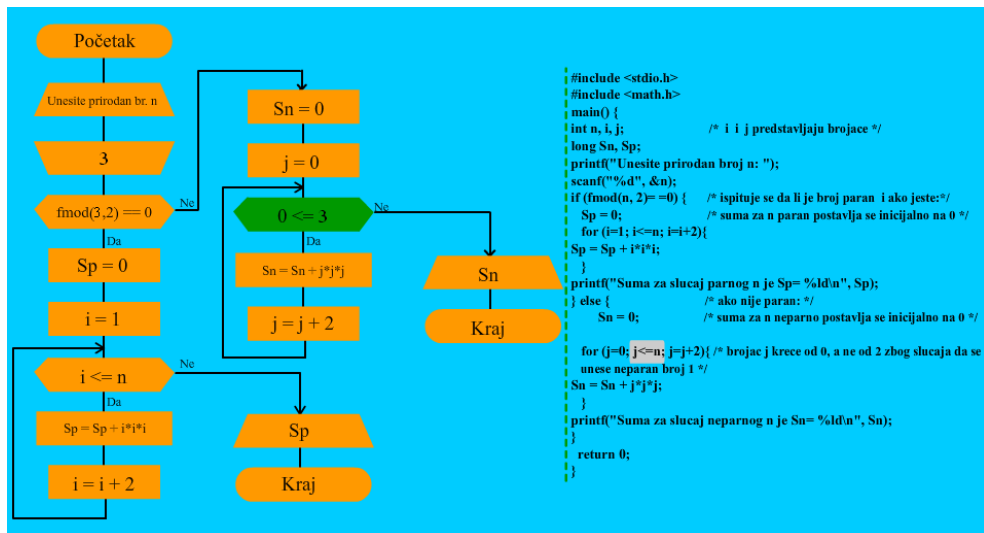 Početak
Unesite prirodan br. n
3
fmod(3,2) == 0
Ne
Da
Sp = 0
i = 1
i <= n
Ne
Da
Sp = Sp + i*i*i
i = i + 2
Sn = 0
j = 0
0 <= 3
Ne
Da
Sn = Sn + j*j*j
j = j + 2
Sp
Kraj
Sn
Kraj
#include <stdio.h>
#include <math.h>
main() {
int n, i, j; /* i i j predstavljaju brojace */
long Sn, Sp;
printf("Unesite prirodan broj n: ");
scanf("%d", &n);
if (fmod(n, 2)= =0) { /* ispituje se da li je broj paran i ako jeste:*/
Sp = 0; /* suma za n paran postavlja se inicijalno na 0 */
for (i=1; i<=n; i=i+2){
Sp = Sp + i*i*i;
}
printf("Suma za slucaj parnog n je Sp= %ld\n", Sp);
} else { /* ako nije paran: */
Sn = 0; /* suma za n neparno postavlja se inicijalno na 0 */
for (j=0; j<=n; j=j+2){ /* brojac j krece od 0, a ne od 2 zbog slucaja da se
unese neparan broj 1 */
Sn = Sn + j*j*j;
}
printf("Suma za slucaj neparnog n je Sn= %ld\n", Sn);
}
return 0;
}